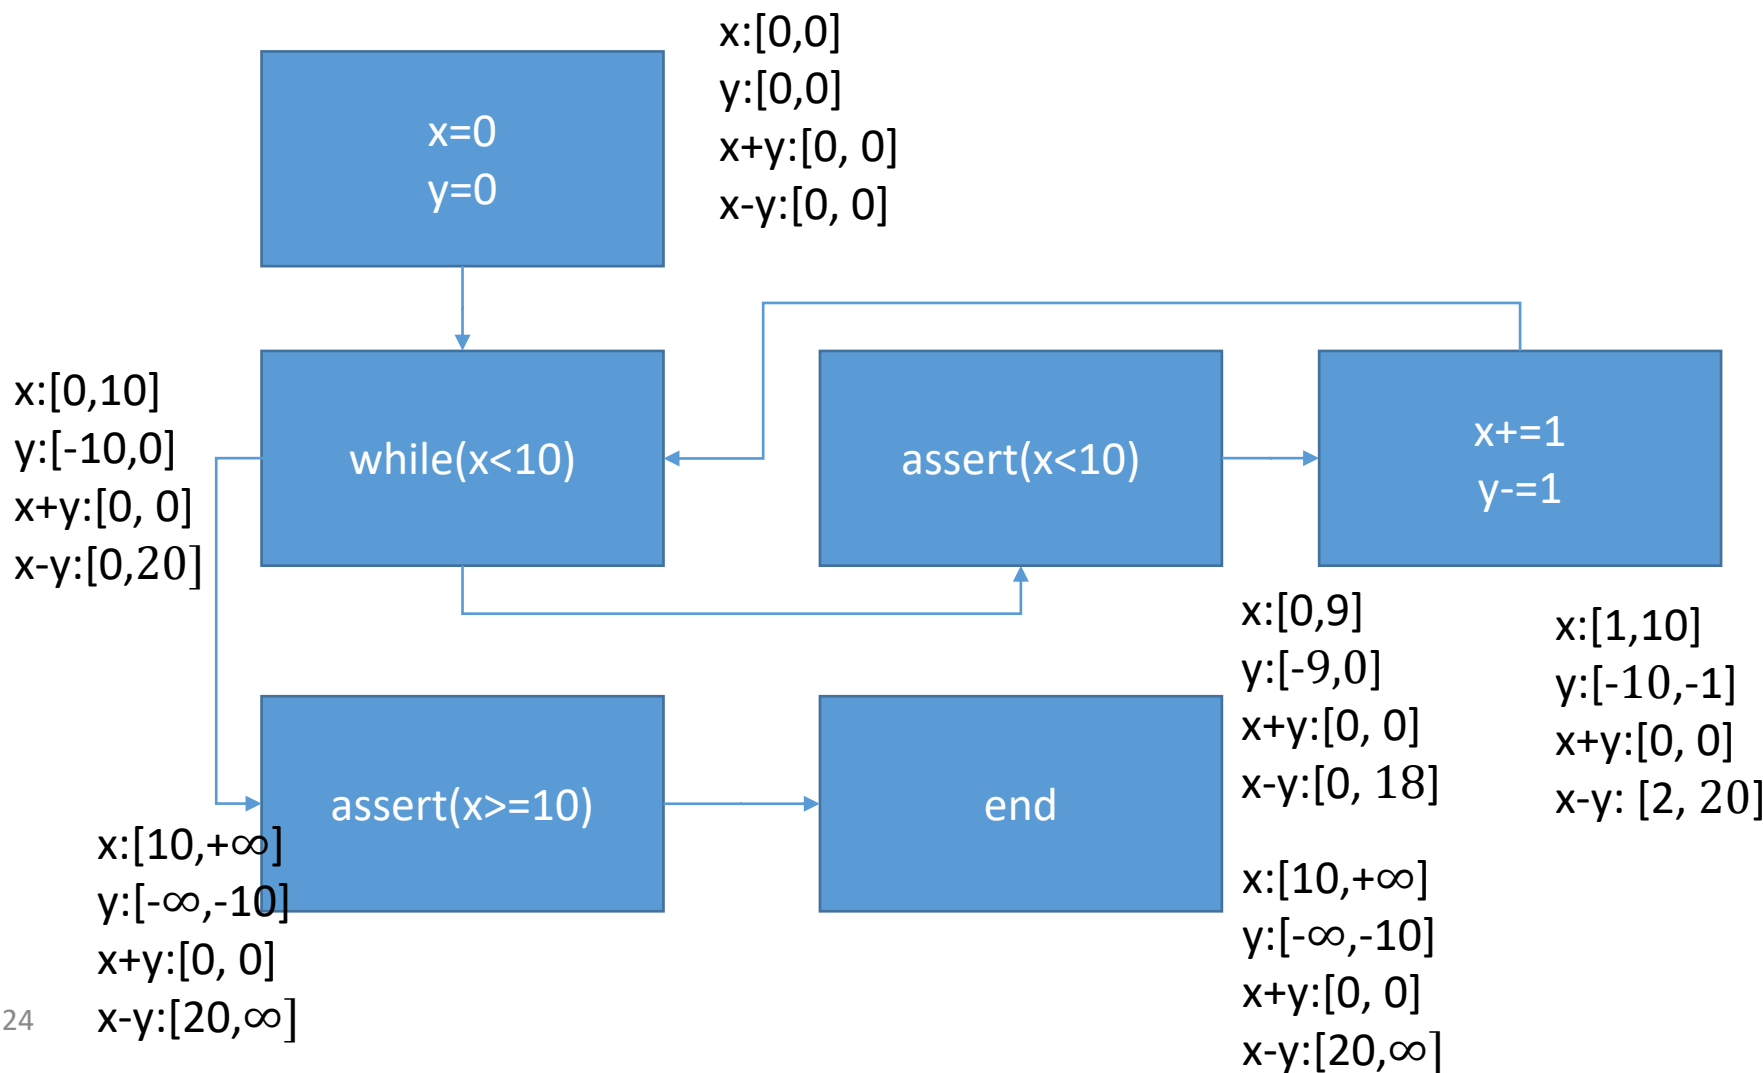 x=0
y=0
x:[0,0]
y:[0,0]
x+y:[0, 0]
x-y:[0, 0]
x:[0,10]
y:[-10,0]
x+y:[0, 0]
x-y:[0,20]
while(x<10)
assert(x<10)
x+=1
y-=1
x:[0,9]
y:[-9,0]
x+y:[0, 0]
x-y:[0, 18]
x:[1,10]
y:[-10,-1]
x+y:[0, 0]
x-y: [2, 20]
assert(x>=10)
end
x:[10,+∞]
y:[-∞,-10]
x+y:[0, 0]
x-y:[20,∞]
x:[10,+∞]
y:[-∞,-10]
x+y:[0, 0]
x-y:[20,∞]
24